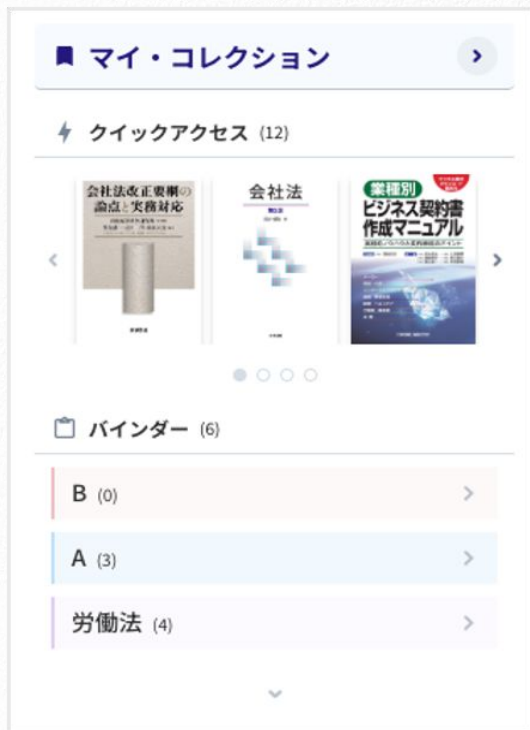 マイ・コレクション
クイックアクセス (12)
会社法改正要綱の
論点と実務対応
会社法
業種別
ビジネス契約書
作成マニュアル
バインダー (6)
B (0)
A (3)
労働法 (4)